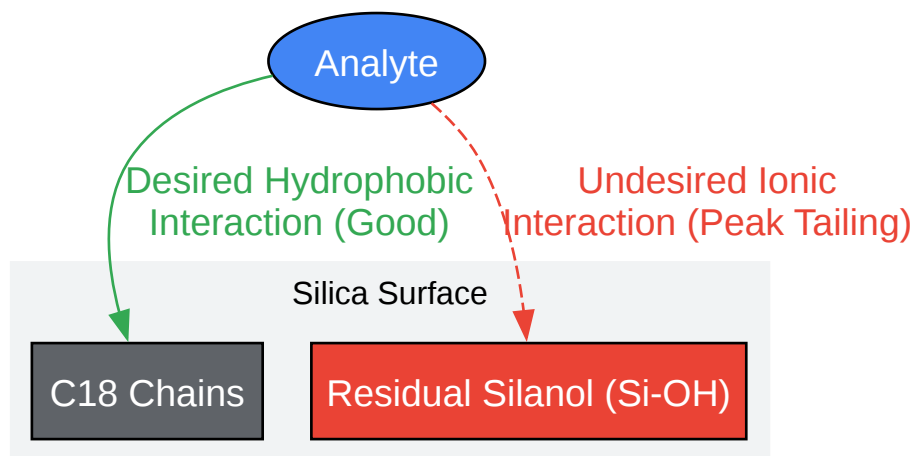 Analyte
Desired Hydrophobic
Interaction (Good)
Undesired Ionic
Interaction (Peak Tailing)
Silica Surface
C18 Chains
Residual Silanol (Si-OH)